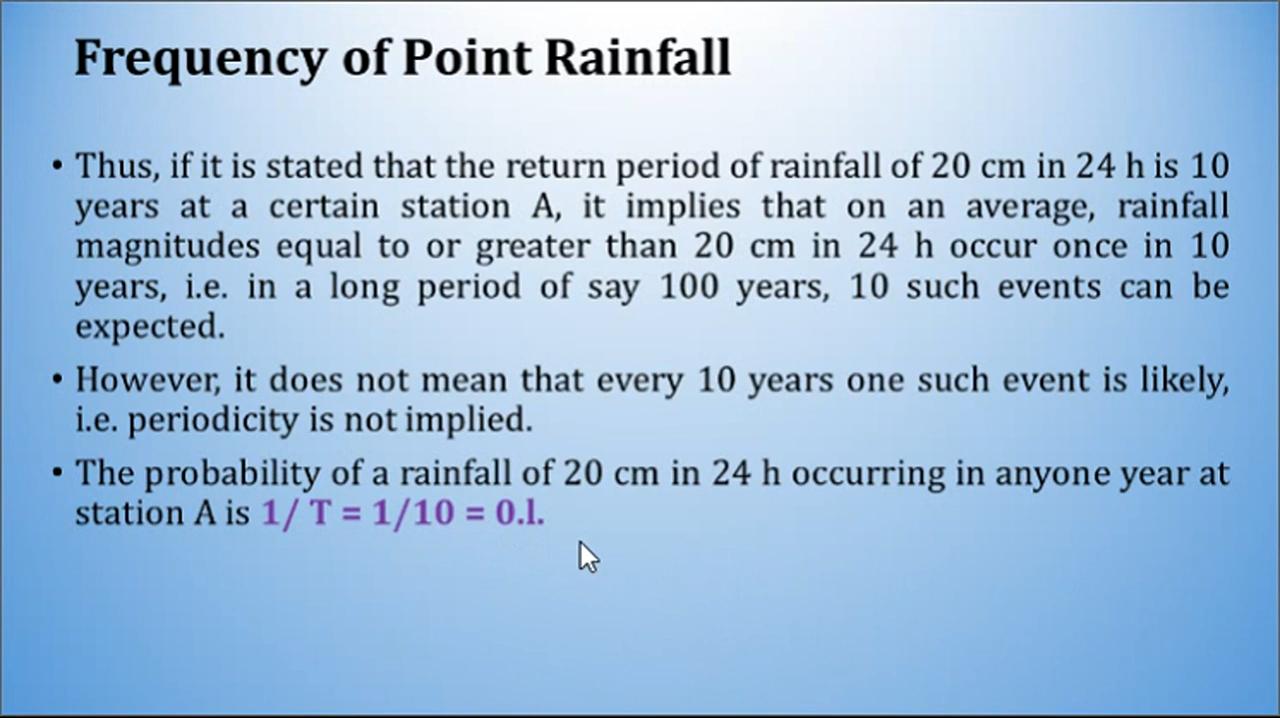 Frequency of Point Rainfall
• Thus, if it is stated that the return period of rainfall of 20 cm in 24 h is 10
years at a certain station A, it implies that on an average, rainfall
magnitudes equal to or greater than 20 cm in 24 h occur once in 10
years, i.e. in a long period of say 100 years, 10 such events can be
expected.
• However, it does not mean that every 10 years one such event is likely,
i.e. periodicity is not implied.
• The probability of a rainfall of 20 cm in 24 h occurring in anyone year at
station A is 1/ T = 1/10 = 0.l.